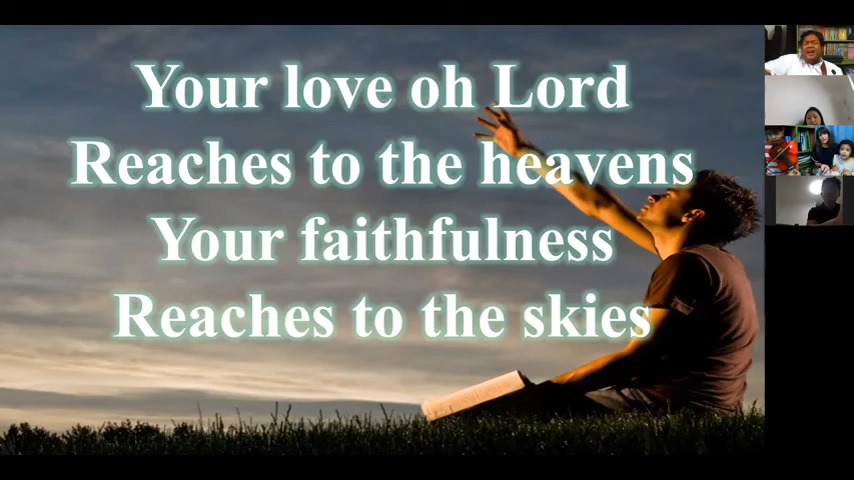 Your love oh Lord
Reaches to the heavens
Your faithfulness
Reaches to the skies